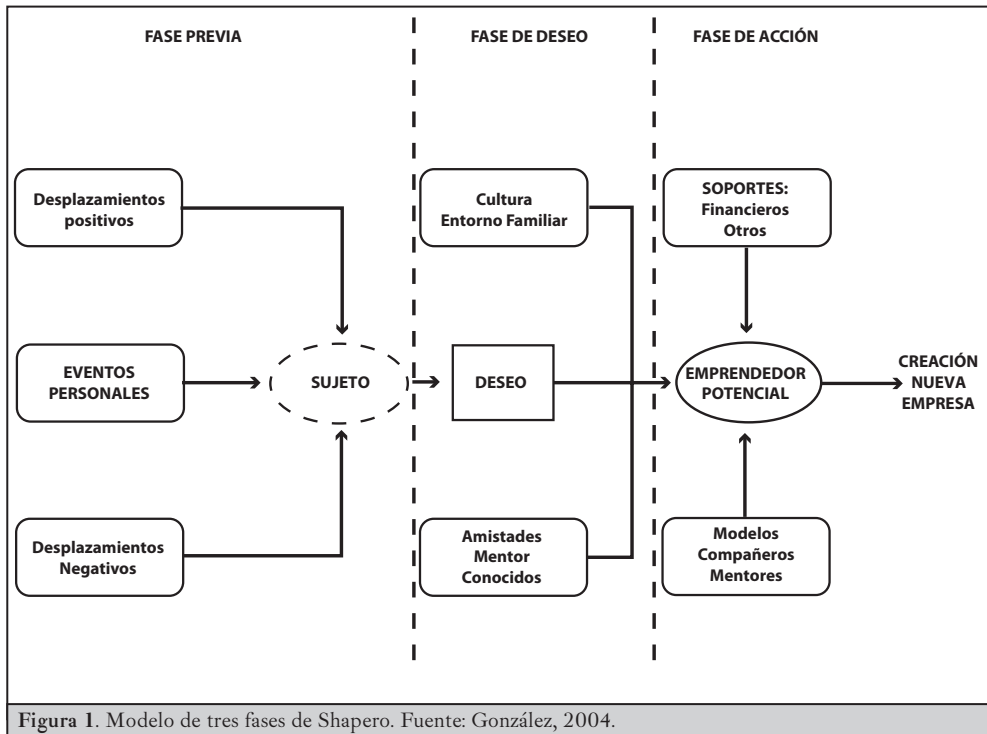 FASE PREVIA
FASE DE DESEO
FASE DE ACCIÓN
Desplazamientos
positivos
Cultura
Entorno Familiar
SOPORTES:
Financieros
Otros
EVENTOS
PERSONALES
SUJETO
DESEO
EMPRENDEDOR
POTENCIAL
CREACIÓN
NUEVA
EMPRESA
Desplazamientos
Negativos
Amistades
Mentor
Conocidos
Modelos
Compañeros
Mentores
Figura 1. Modelo de tres fases de Shapero. Fuente: González, 2004.